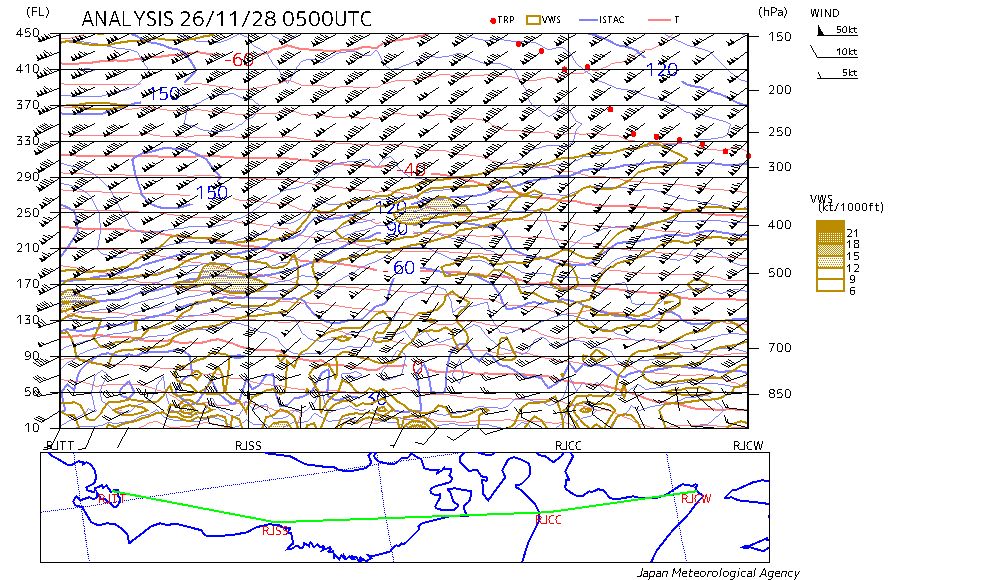 (FL) ANALYSIS 26/11/28 0500UTC TRP VWS ISTAC T (hPa) WIND
450 150 50kt
10kt
-60 5kt
410 120
150 200
370
250
330
-40 300
290
150 VWS
120 (kt/1000ft)
250
90 400 21
210 18
-60 500 15
170 12
9
6
130
700
90
0
50 30 850
10
RJTT RJSS RJCC RJCW
RJTT RJCW
RJSS RJCC
Japan Meteorological Agency